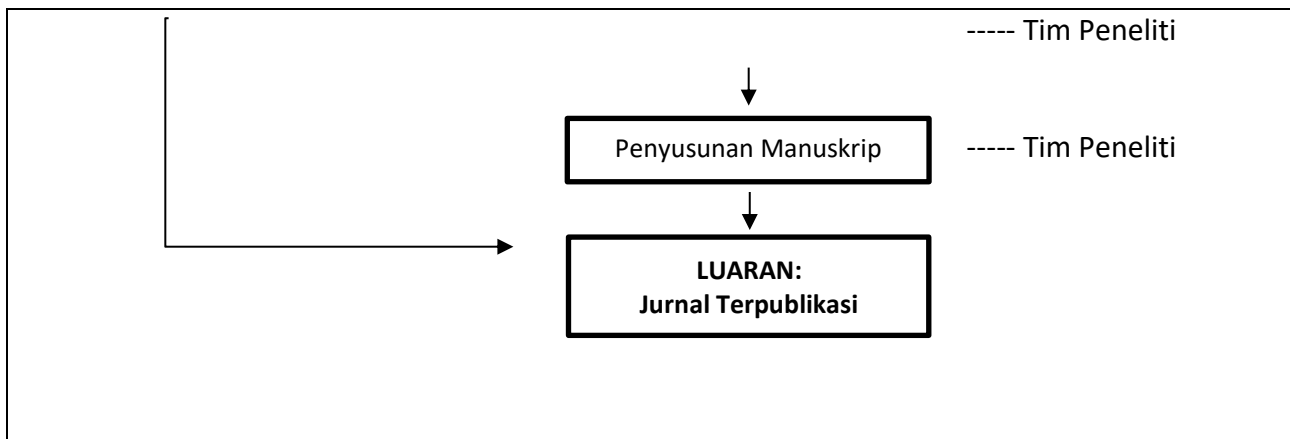 ----- Tim Peneliti
Penyusunan Manuskrip
----- Tim Peneliti
LUARAN:
Jurnal Terpublikasi